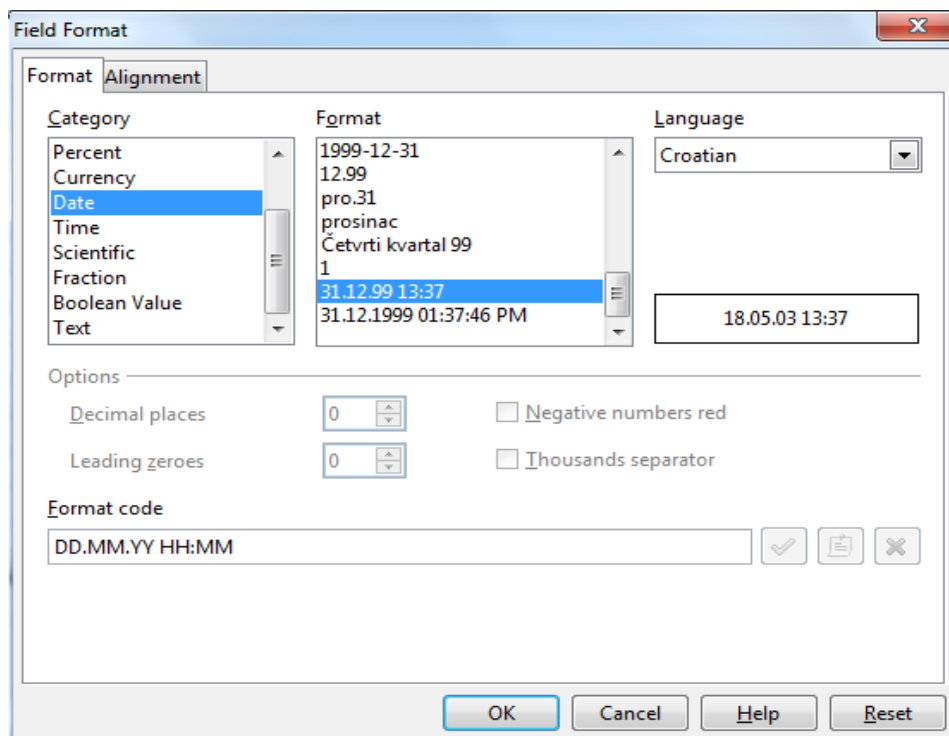 Field Format
Format Alignment
Category
Percent
Currency
Date
Time
Scientific
Fraction
Boolean Value
Text
Format
1999-12-31
12.99
pro.31
prosinac
Četvrti kvartal 99
1
31.12.99 13:37
31.12.1999 01:37:46 PM
Language
Croatian
18.05.03 13:37
Options
Decimal places 0 Negative numbers red
Leading zeroes 0 Thousands separator
Format code
DD.MM.YY HH:MM
OK Cancel Help Reset